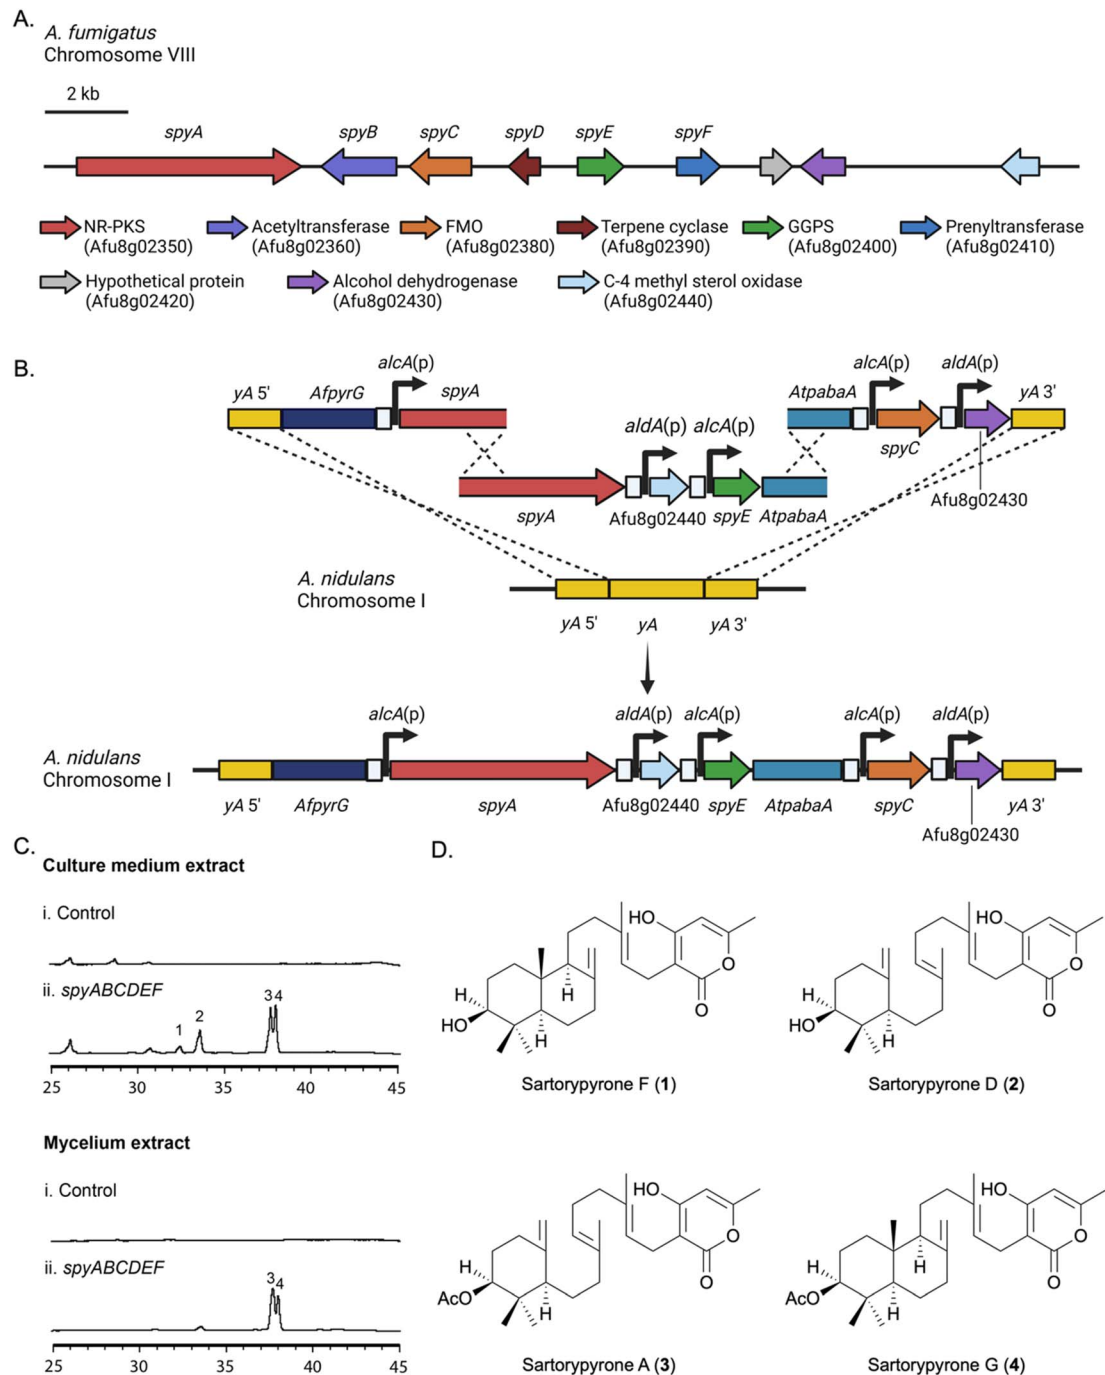 A.
A. fumigatus
Chromosome VIII
2 kb
spyA spyB spyC spyD spyE spyF
NR-PKS (Afu8g02350)
Acetyltransferase (Afu8g02360)
FMO (Afu8g02380)
Terpene cyclase (Afu8g02390)
GGPS (Afu8g02400)
Prenyltransferase (Afu8g02410)
Hypothetical protein (Afu8g02420)
Alcohol dehydrogenase (Afu8g02430)
C-4 methyl sterol oxidase (Afu8g02440)
B.
yA 5' AfpyrG alcA(p) spyA
AtpabaA alcA(p) aldA(p) yA 3'
spyC
Afu8g02430
aldA(p) alcA(p)
spyA Afu8g02440 spyE AtpabaA
A. nidulans
Chromosome I
yA 5' yA yA 3'
alcA(p) aldA(p) alcA(p) alcA(p) aldA(p)
A. nidulans
Chromosome I
yA 5' AfpyrG spyA Afu8g02440 spyE AtpabaA spyC yA 3'
Afu8g02430
C.
Culture medium extract
i. Control
ii. spyABCDEF
1 2 3 4
25 30 35 40 45
Mycelium extract
i. Control
ii. spyABCDEF
3 4
25 30 35 40 45
D.
HO O O H HO H H
Sartorypyrone F (1)
HO O O H HO H
Sartorypyrone D (2)
HO O O H AcO H
Sartorypyrone A (3)
HO O O H AcO H H
Sartorypyrone G (4)